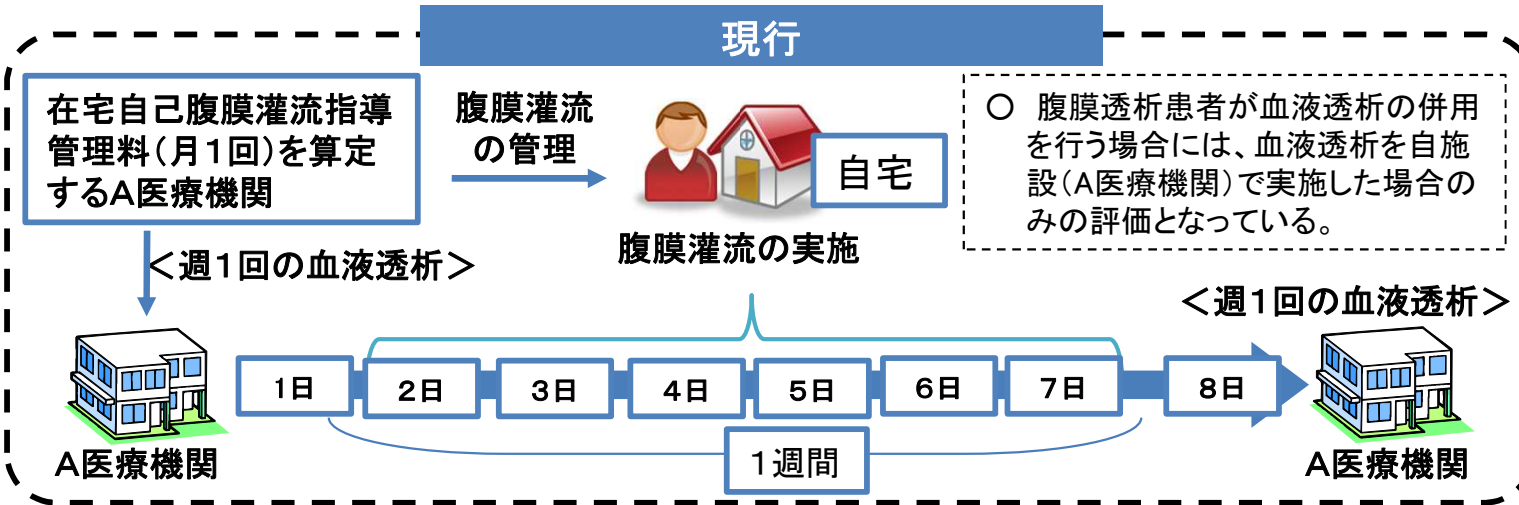 現行
在宅自己腹膜灌流指導
管理料(月１回)を算定
するA医療機関
腹膜灌流
の管理
自宅
腹膜灌流の実施
○ 腹膜透析患者が血液透析の併用
を行う場合には、血液透析を自施
設(A医療機関)で実施した場合の
みの評価となっている。
＜週１回の血液透析＞
＜週１回の血液透析＞
1日
2日
3日
4日
5日
6日
7日
8日
１週間
A医療機関
A医療機関